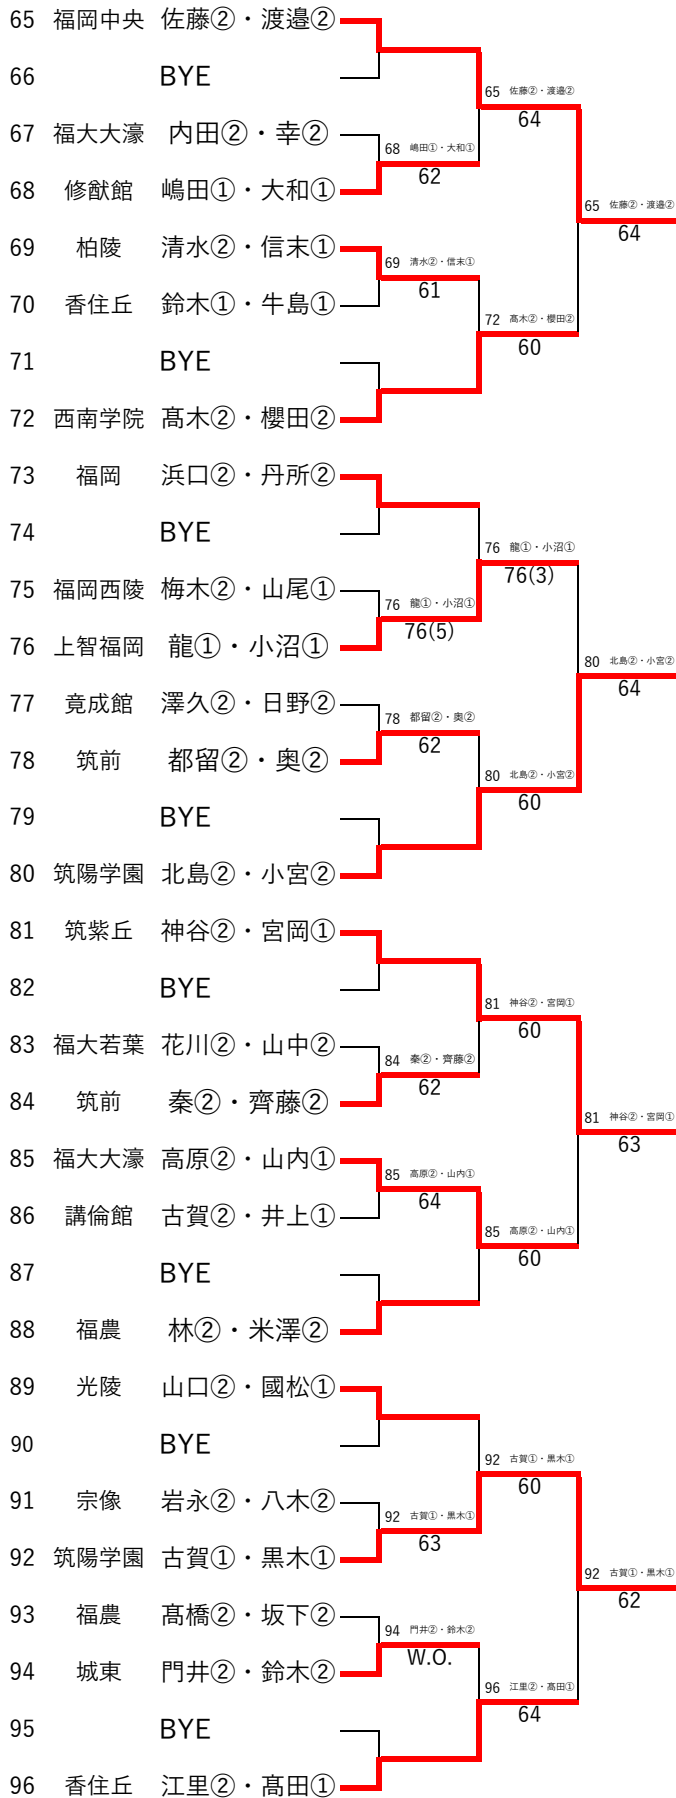 65 福岡中央 佐藤②・渡邉②
66 BYE
65 佐藤②・渡邉②
64
67 福大大濠 内田②・幸②
68 嶋田①・大和①
62
68 修猷館 嶋田①・大和①
65 佐藤②・渡邉②
64
69 柏陵 清水②・信末①
69 清水②・信末①
61
70 香住丘 鈴木①・牛島①
72 髙木②・櫻田②
60
71 BYE
72 西南学院 髙木②・櫻田②
73 福岡 浜口②・丹所②
74 BYE
76 龍①・小沼①
76(3)
75 福岡西陵 梅木②・山尾①
76 龍①・小沼①
76(5)
76 上智福岡 龍①・小沼①
80 北島②・小宮②
64
77 竟成館 澤久②・日野②
78 都留②・奥②
62
78 筑前 都留②・奥②
80 北島②・小宮②
60
79 BYE
80 筑陽学園 北島②・小宮②
81 筑紫丘 神谷②・宮岡①
82 BYE
81 神谷②・宮岡①
60
83 福大若葉 花川②・山中②
84 秦②・齊藤②
62
84 筑前 秦②・齊藤②
81 神谷②・宮岡①
63
85 福大大濠 高原②・山内①
85 高原②・山内①
64
86 講倫館 古賀②・井上①
85 高原②・山内①
60
87 BYE
88 福農 林②・米澤②
89 光陵 山口②・國松①
90 BYE
92 古賀①・黒木①
60
91 宗像 岩永②・八木②
92 古賀①・黒木①
63
92 筑陽学園 古賀①・黒木①
92 古賀①・黒木①
62
93 福農 髙橋②・坂下②
94 門井②・鈴木②
W.O.
94 城東 門井②・鈴木②
96 江里②・髙田①
64
95 BYE
96 香住丘 江里②・髙田①